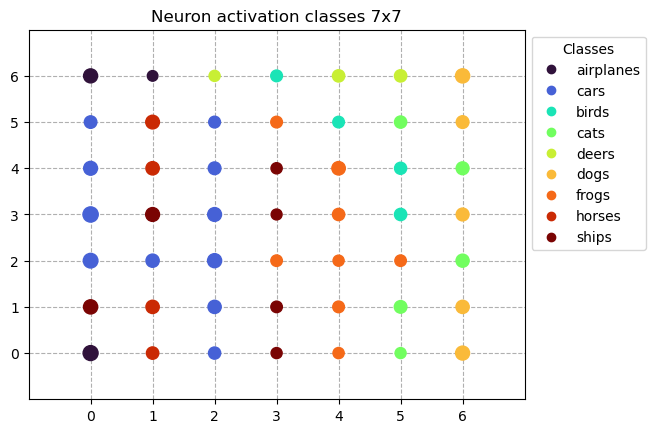 Neuron activation classes 7x7
6
5
4
3
2
1
0
0 1 2 3 4 5 6
Classes
airplanes
cars
birds
cats
deers
dogs
frogs
horses
ships